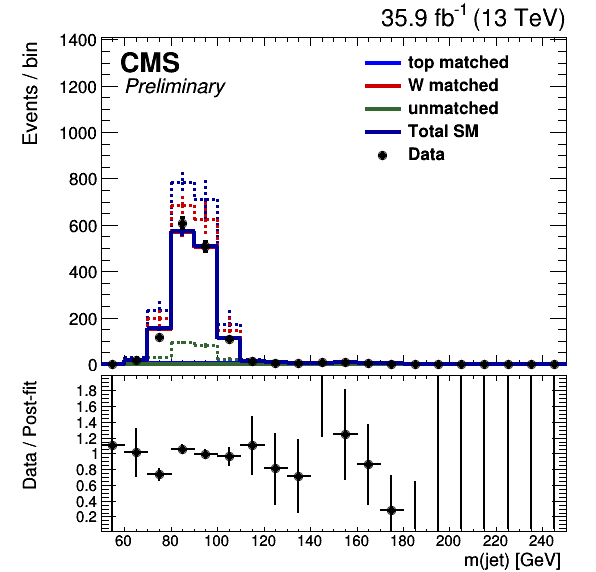 35.9 fb-1 (13 TeV)
CMS
Preliminary
top matched
W matched
unmatched
Total SM
Data
Events / bin
1400
1200
1000
800
600
400
200
0
Data / Post-fit
1.8
1.6
1.4
1.2
1
0.8
0.6
0.4
0.2
60 80 100 120 140 160 180 200 220 240
m(jet) [GeV]